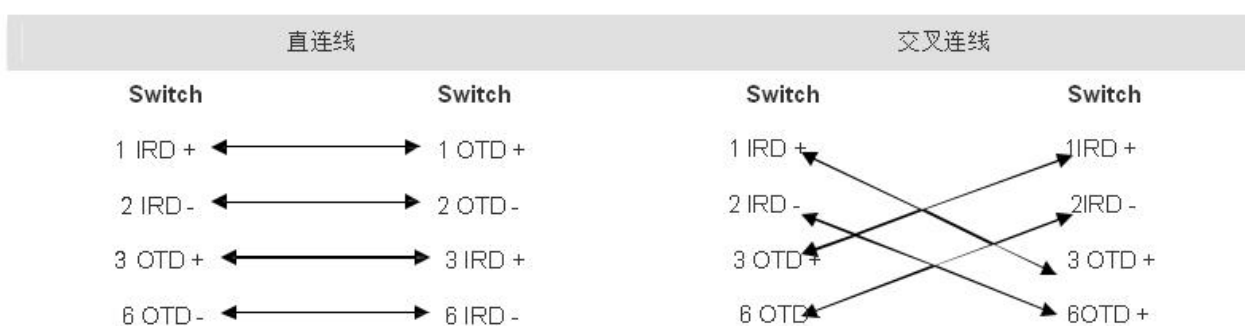 直连线 交叉连线
Switch Switch Switch Switch
1 IRD + 1 OTD + 1 IRD + 1IRD +
2 IRD - 2 OTD - 2 IRD - 2IRD -
3 OTD + 3 IRD + 3 OTD + 3 OTD +
6 OTD - 6 IRD - 6 OTD 6OTD +